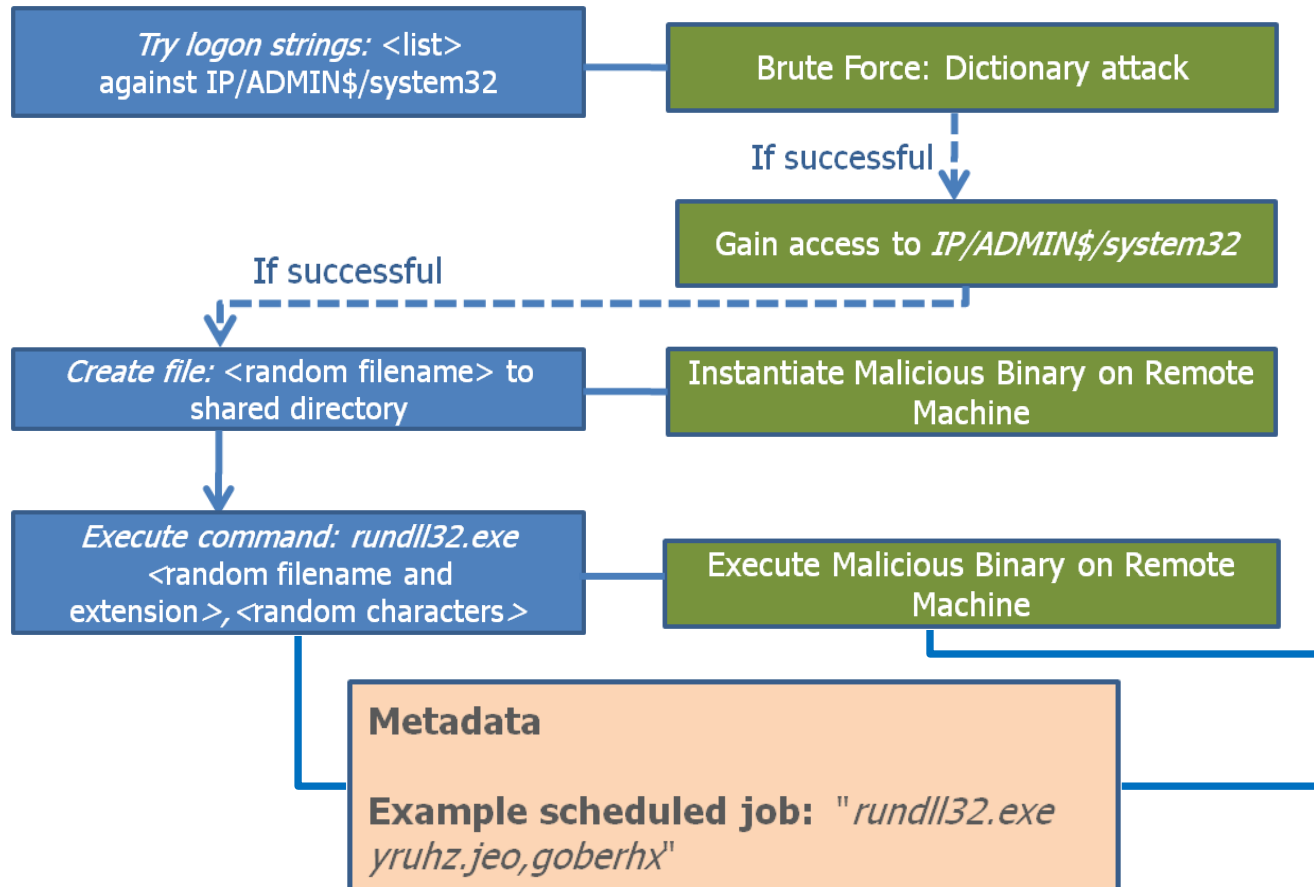 Try logon strings: <list>
against IP/ADMIN$/system32
Brute Force: Dictionary attack
If successful
Gain access to IP/ADMIN$/system32
If successful
Create file: <random filename> to
shared directory
Instantiate Malicious Binary on Remote
Machine
Execute command: rundll32.exe
<random filename and
extension>,<random characters>
Execute Malicious Binary on Remote
Machine
Metadata
Example scheduled job: "rundll32.exe
yruhz.jeo,goberhx"